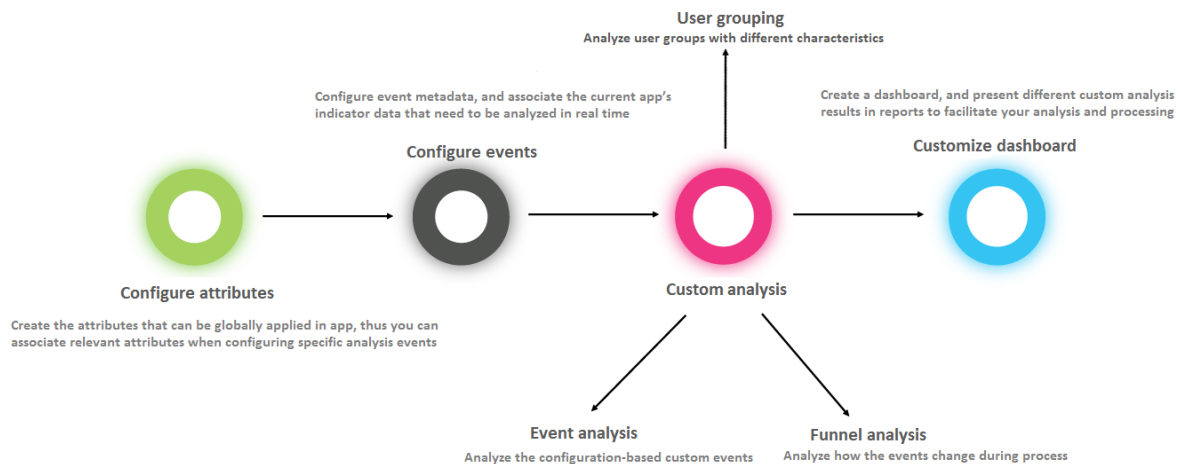 User grouping
Analyze user groups with different characteristics
Configure event metadata, and associate the current app's
indicator data that need to be analyzed in real time
Configure events
Create a dashboard, and present different custom analysis
results in reports to facilitate your analysis and processing
Customize dashboard
Configure attributes
Create the attributes that can be globally applied in app, thus you can
associate relevant attributes when configuring specific analysis events
Custom analysis
Event analysis
Analyze the configuration-based custom events
Funnel analysis
Analyze how the events change during process